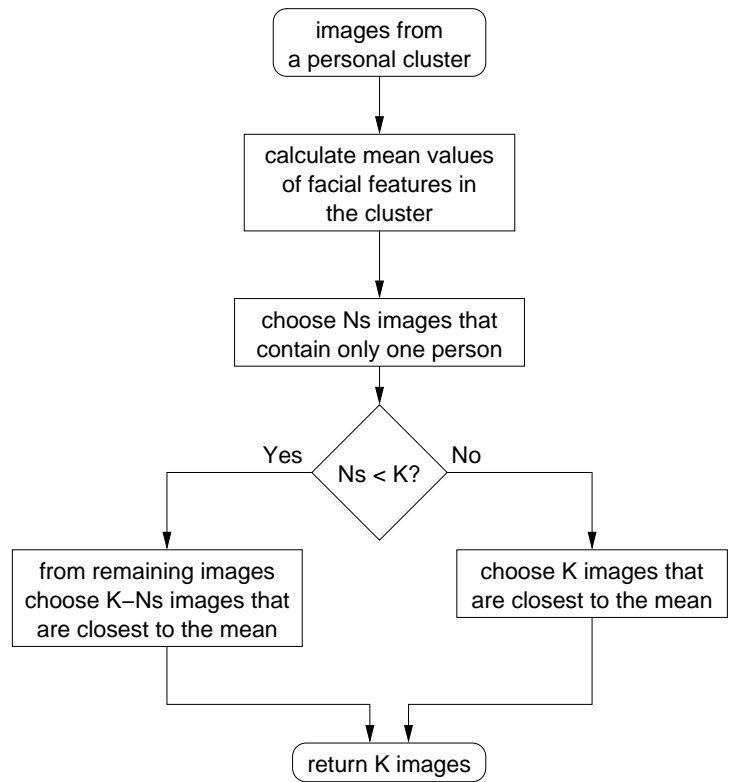 images from
a personal cluster
calculate mean values
of facial features in
the cluster
choose Ns images that
contain only one person
Yes
Ns < K?
No
from remaining images
choose K−Ns images that
are closest to the mean
choose K images that
are closest to the mean
return K images